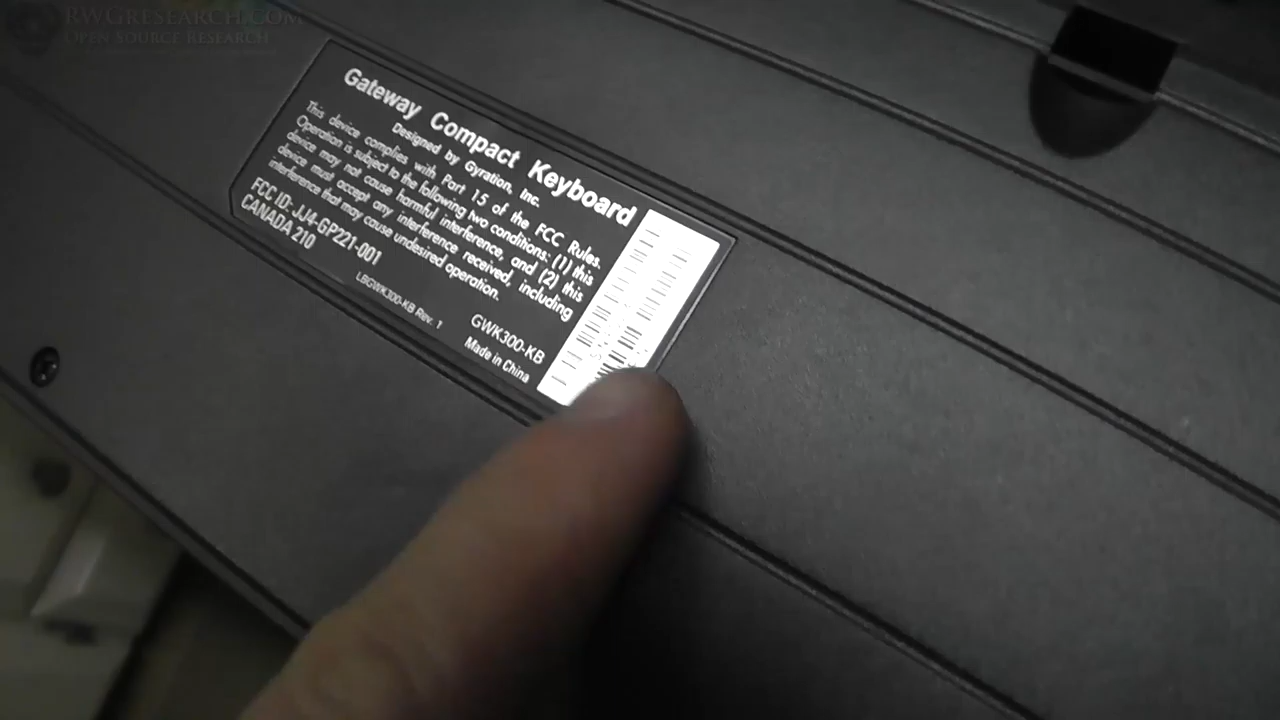 RWGRESEARCH.COM
OPEN SOURCE RESEARCH
Gateway Compact Keyboard
Designed by Gyration, Inc.
This device complies with Part 15 of the FCC Rules.
Operation is subject to the following two conditions: (1) this
device may not cause harmful interference, and (2) this
device must accept any interference received, including
interference that may cause undesired operation.
FCC ID: JJ4-GP221-001
CANADA 210
LBGWK300-KB Rev. 1
GWK300-KB
Made in China